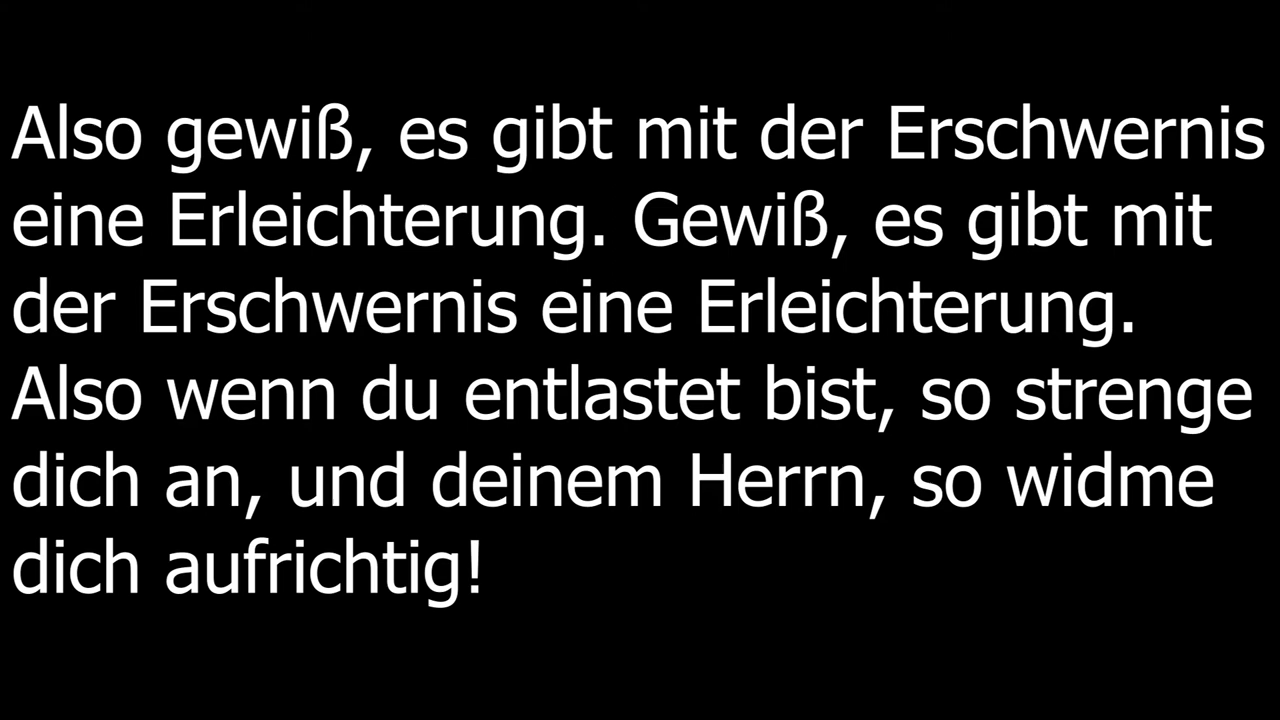 Also gewiß, es gibt mit der Erschwernis
eine Erleichterung. Gewiß, es gibt mit
der Erschwernis eine Erleichterung.
Also wenn du entlastet bist, so strenge
dich an, und deinem Herrn, so widme
dich aufrichtig!